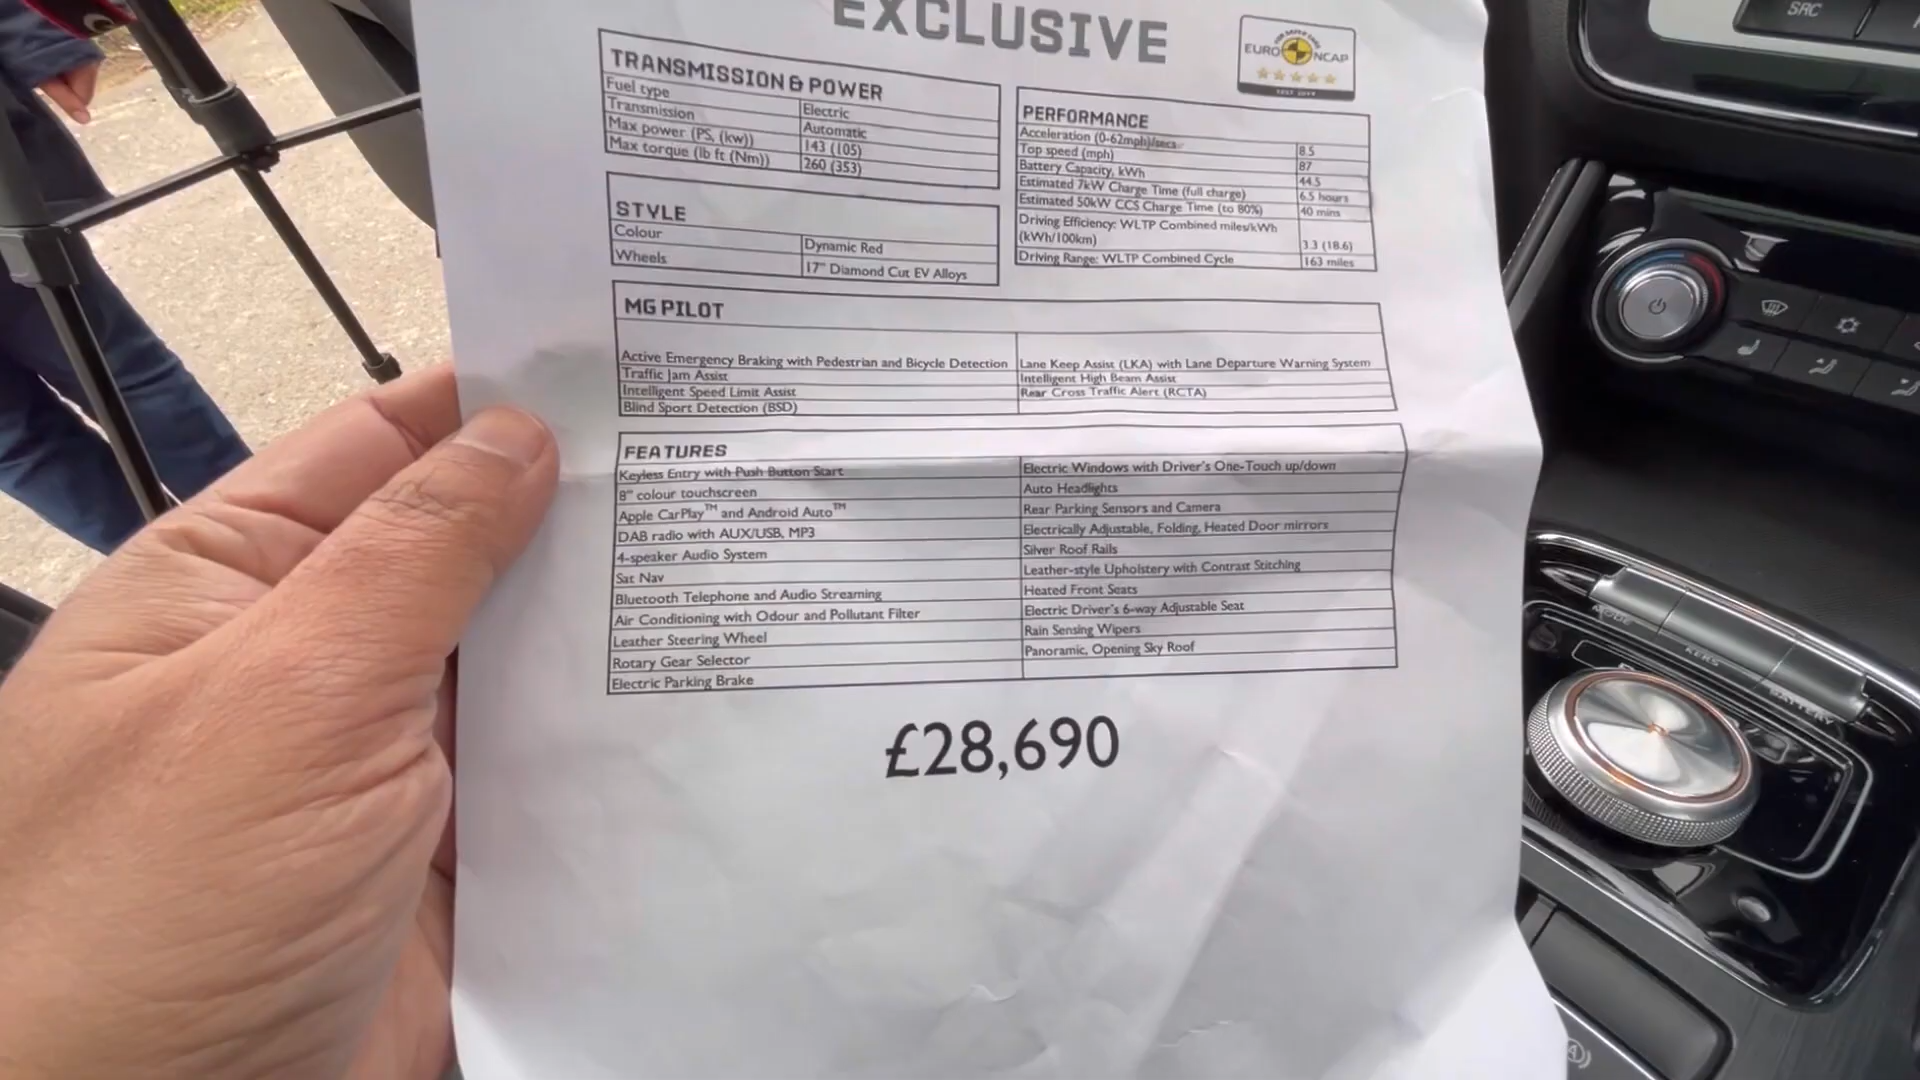 EXCLUSIVE
EURO NCAP
TRANSMISSION & POWER
Fuel type Electric
Transmission Automatic
Max power (PS, (kw)) 143 (105)
Max torque (lb ft (Nm)) 260 (353)
STYLE
Colour Dynamic Red
Wheels 17" Diamond Cut EV Alloys
PERFORMANCE
Acceleration (0-62mph)/secs 8.5
Top speed (mph) 87
Battery Capacity, kWh 44.5
Estimated 7kW Charge Time (full charge) 6.5 hours
Estimated 50kW CCS Charge Time (to 80%) 40 mins
Driving Efficiency: WLTP Combined miles/kWh
(kWh/100km) 3.3 (18.6)
Driving Range: WLTP Combined Cycle 163 miles
MG PILOT
Active Emergency Braking with Pedestrian and Bicycle Detection
Traffic Jam Assist
Intelligent Speed Limit Assist
Blind Sport Detection (BSD)
Lane Keep Assist (LKA) with Lane Departure Warning System
Intelligent High Beam Assist
Rear Cross Traffic Alert (RCTA)
FEATURES
Keyless Entry with Push Button Start
8" colour touchscreen
Apple CarPlay™ and Android Auto™
DAB radio with AUX/USB, MP3
4-speaker Audio System
Sat Nav
Bluetooth Telephone and Audio Streaming
Air Conditioning with Odour and Pollutant Filter
Leather Steering Wheel
Rotary Gear Selector
Electric Parking Brake
Electric Windows with Driver's One-Touch up/down
Auto Headlights
Rear Parking Sensors and Camera
Electrically Adjustable, Folding, Heated Door mirrors
Silver Roof Rails
Leather-style Upholstery with Contrast Stitching
Heated Front Seats
Electric Driver's 6-way Adjustable Seat
Rain Sensing Wipers
Panoramic, Opening Sky Roof
£28,690
SRC
MODE
KERS
BATTERY